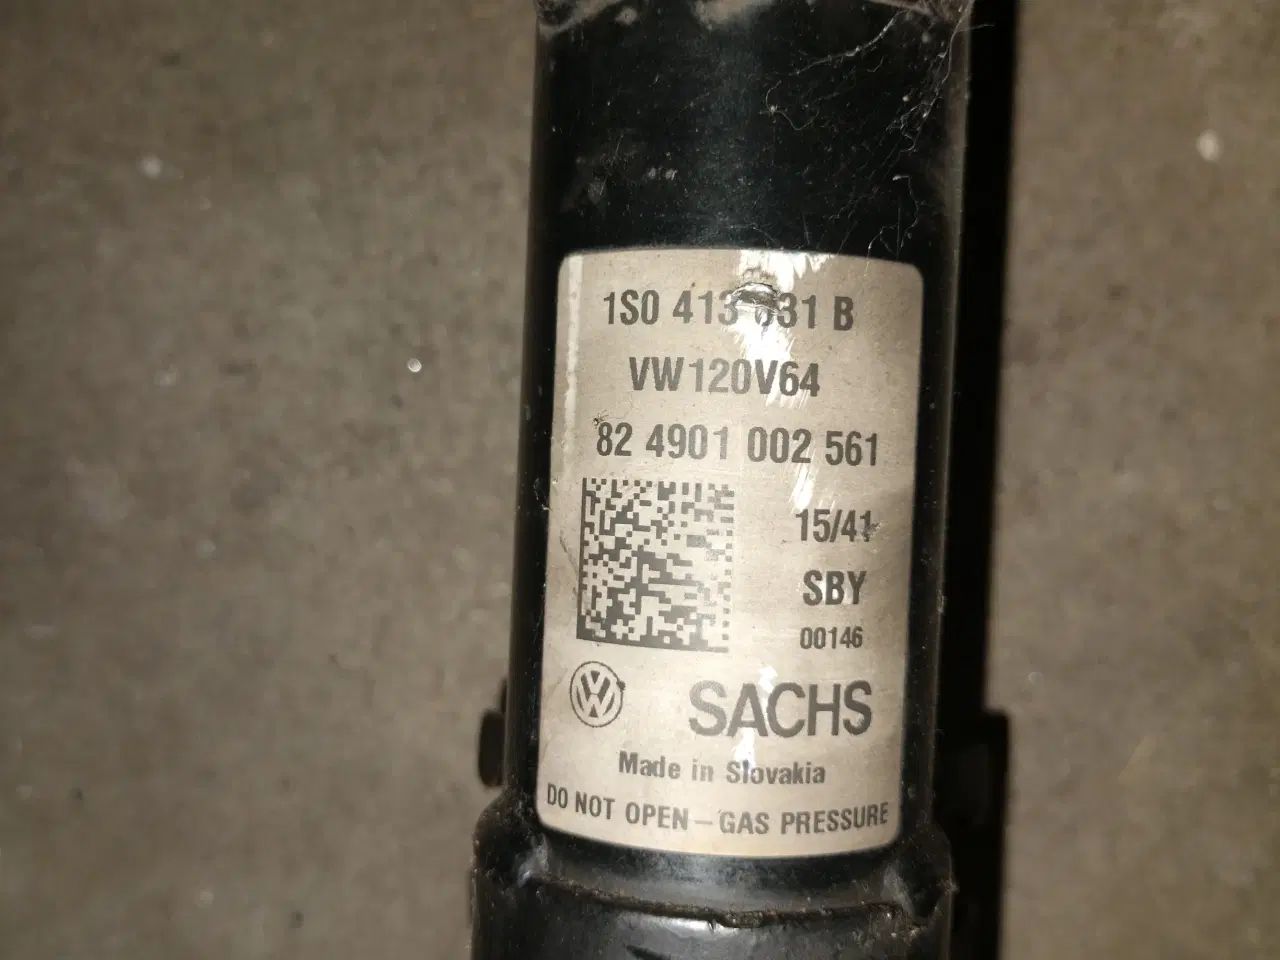 1S0 413 031 B
VW120V64
82 4901 002 561
15/41
SBY
00146
SACHS
Made in Slovakia
DO NOT OPEN – GAS PRESSURE